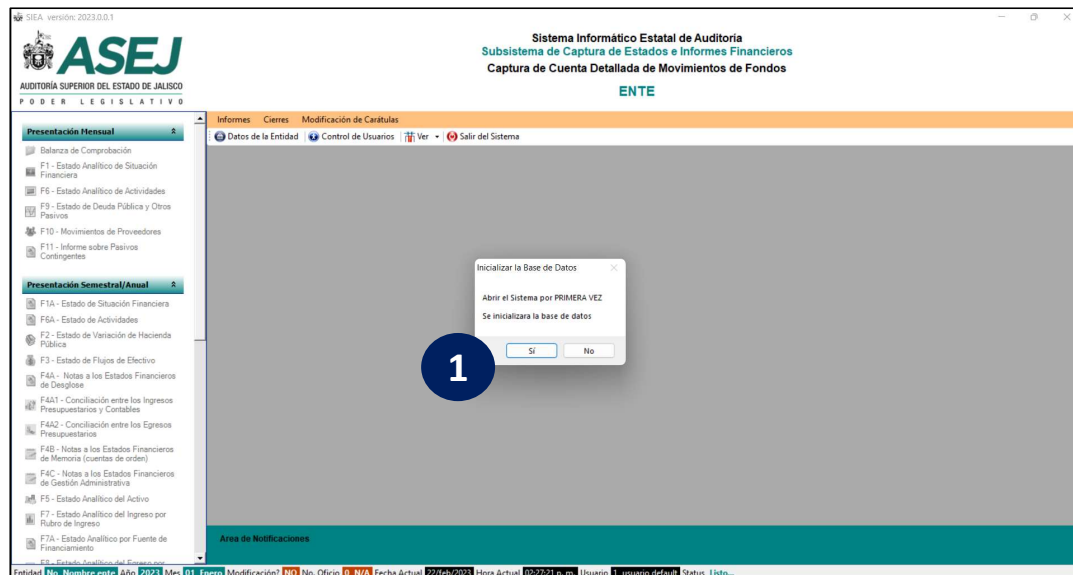 SIEA versión: 2023.0.0.1
ASEJ
AUDITORÍA SUPERIOR DEL ESTADO DE JALISCO
PODER LEGISLATIVO
Sistema Informático Estatal de Auditoria
Subsistema de Captura de Estados e Informes Financieros
Captura de Cuenta Detallada de Movimientos de Fondos
ENTE
Informes Cierres Modificación de Carátulas
Datos de la Entidad Control de Usuarios Ver Salir del Sistema
Presentación Mensual
Balanza de Comprobación
F1 - Estado Analítico de Situación
Financiera
F6 - Estado Analítico de Actividades
F9 - Estado de Deuda Pública y Otros
Pasivos
F10 - Movimientos de Proveedores
F11 - Informe sobre Pasivos
Contingentes
Presentación Semestral/Anual
F1A - Estado de Situación Financiera
F6A - Estado de Actividades
F2 - Estado de Variación de Hacienda
Pública
F3 - Estado de Flujos de Efectivo
F4A - Notas a los Estados Financieros
de Desglose
F4A1 - Conciliación entre los Ingresos
Presupuestarios y Contables
F4A2 - Conciliación entre los Egresos
Presupuestarios
F4B - Notas a los Estados Financieros
de Memoria (cuentas de orden)
F4C - Notas a los Estados Financieros
de Gestión Administrativa
F5 - Estado Analítico del Activo
F7 - Estado Analítico del Ingreso por
Rubro de Ingreso
F7A - Estado Analítico por Fuente de
Financiamiento
F8 - Estado Analítico del Egreso por
Inicializar la Base de Datos
Abrir el Sistema por PRIMERA VEZ
Se inicializara la base de datos
Sí No
1
Area de Notificaciones
Entidad No. Nombre ente Año 2023 Mes 01 Enero Modificación? NO No. Oficio 0 N/A Fecha Actual 22/feb/2023 Hora Actual 02:27:21 p. m. Usuario 1 usuario default Status Listo...